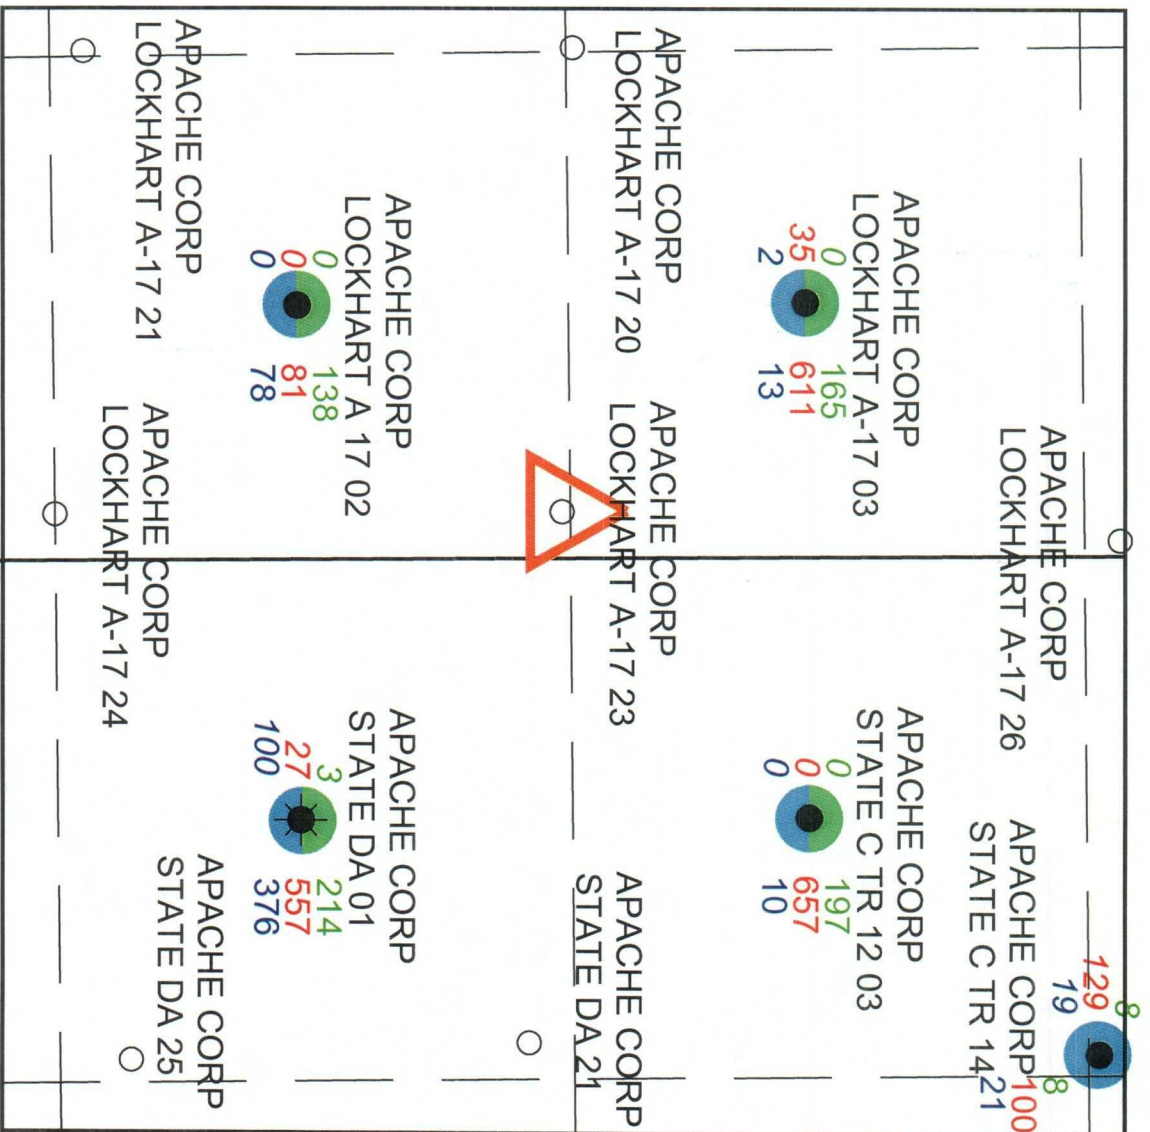 APACHE CORP
LOCKHART A-17 26
APACHE CORP
STATE C TR 14
129
8
19
8
100
21
APACHE CORP
LOCKHART A-17 03
0
35
2
165
611
13
APACHE CORP
STATE C TR 12 03
0
0
0
197
657
10
APACHE CORP
LOCKHART A-17 20
APACHE CORP
LOCKHART A-17 23
APACHE CORP
STATE DA 21
APACHE CORP
LOCKHART A 17 02
0
0
0
138
81
78
APACHE CORP
STATE DA 01
3
27
100
214
557
376
APACHE CORP
LOCKHART A-17 21
APACHE CORP
LOCKHART A-17 24
APACHE CORP
STATE DA 25